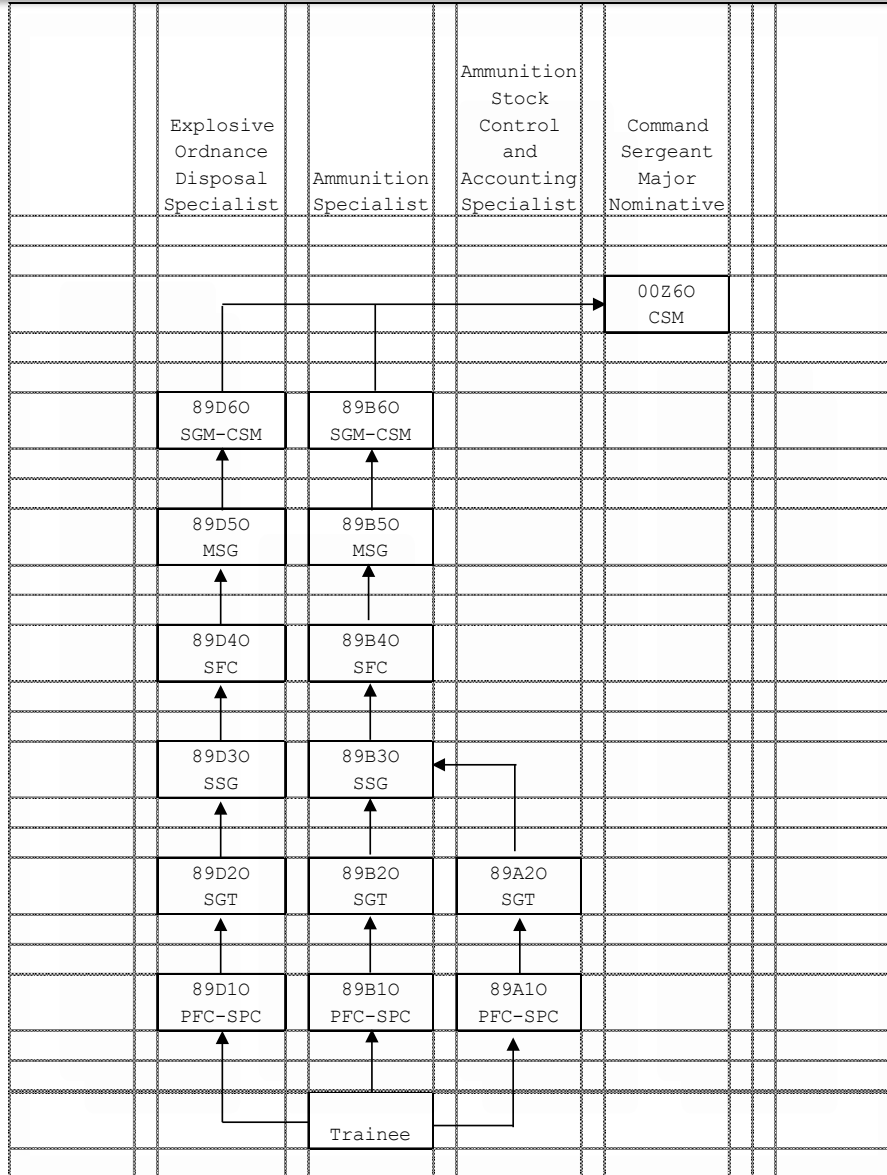 Explosive
Ordnance
Disposal
Specialist
Ammunition
Specialist
Ammunition
Stock
Control
and
Accounting
Specialist
Command
Sergeant
Major
Nominative
00Z6O
CSM
89D6O
SGM-CSM
89B6O
SGM-CSM
89D5O
MSG
89B5O
MSG
89D4O
SFC
89B4O
SFC
89D3O
SSG
89B3O
SSG
89D2O
SGT
89B2O
SGT
89A2O
SGT
89D1O
PFC-SPC
89B1O
PFC-SPC
89A1O
PFC-SPC
Trainee